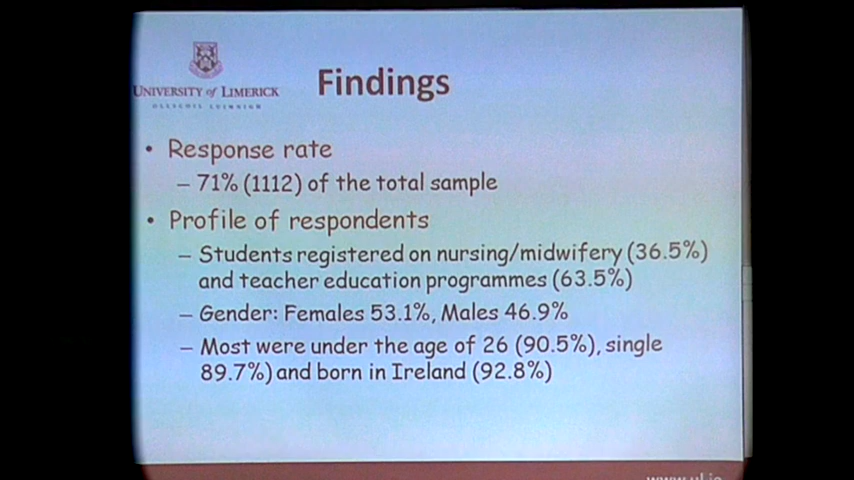 UNIVERSITY of LIMERICK
Findings
• Response rate
– 71% (1112) of the total sample
• Profile of respondents
– Students registered on nursing/midwifery (36.5%)
and teacher education programmes (63.5%)
– Gender: Females 53.1%, Males 46.9%
– Most were under the age of 26 (90.5%), single
89.7%) and born in Ireland (92.8%)